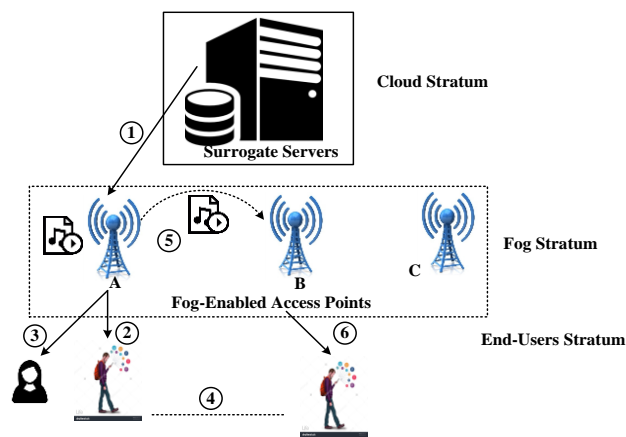 Cloud Stratum
1
Surrogate Servers
5
Fog Stratum
A
B
C
Fog-Enabled Access Points
3
2
6
End-Users Stratum
4